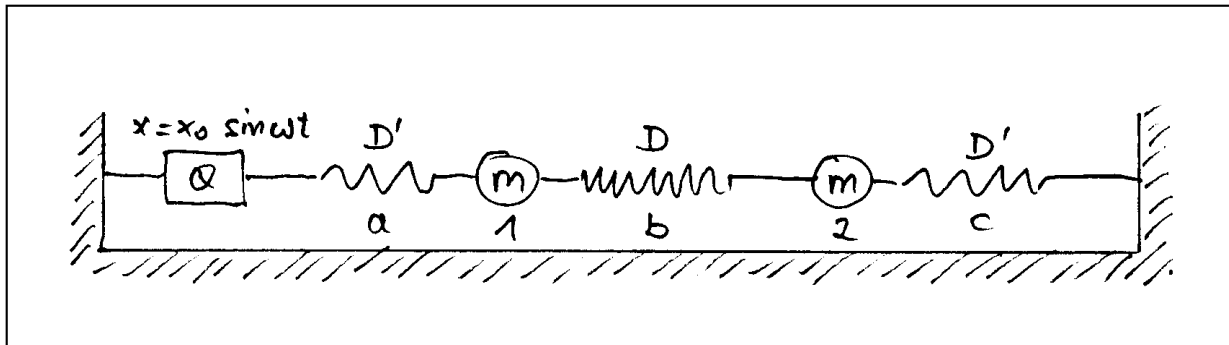 x = x₀ sin ωt
D' D D'
Q m m
a 1 b 2 c